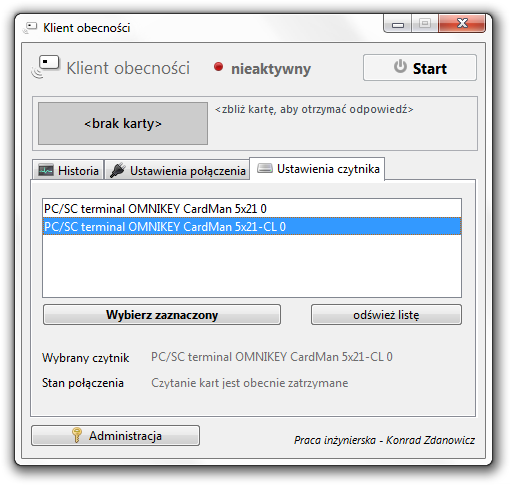 Klient obecności
Klient obecności
nieaktywny
Start
<brak karty>
<zbliż kartę, aby otrzymać odpowiedź>
Historia
Ustawienia połączenia
Ustawienia czytnika
PC/SC terminal OMNIKEY CardMan 5x21 0
PC/SC terminal OMNIKEY CardMan 5x21-CL 0
Wybierz zaznaczony
odśwież listę
Wybrany czytnik PC/SC terminal OMNIKEY CardMan 5x21-CL 0
Stan połączenia Czytanie kart jest obecnie zatrzymane
Administracja
Praca inżynierska - Konrad Zdanowicz